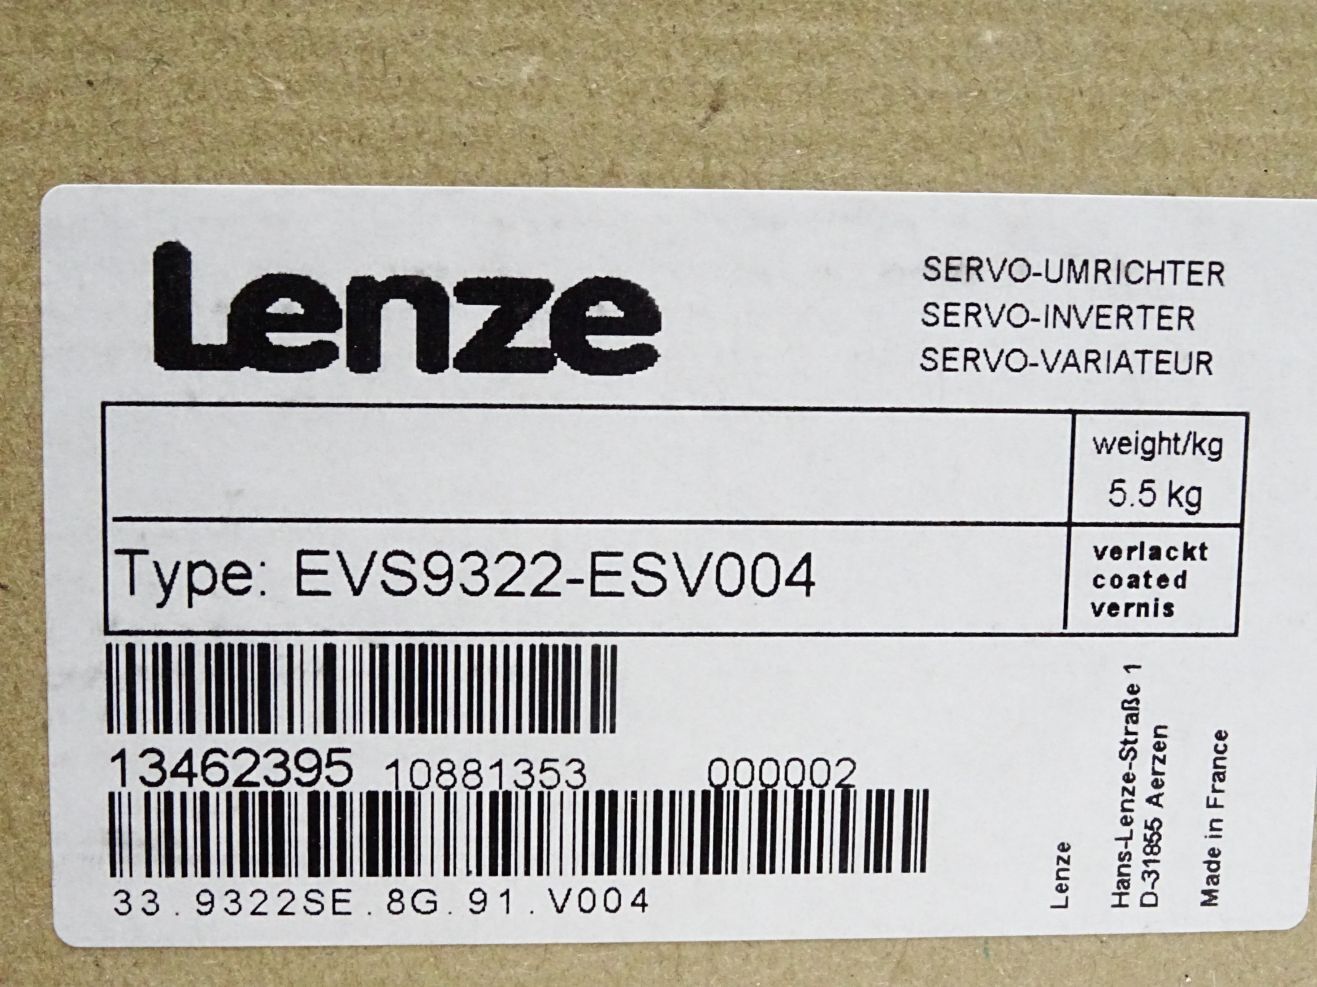 Lenze
SERVO-UMRICHTER
SERVO-INVERTER
SERVO-VARIATEUR
weight/kg
5.5 kg
Type: EVS9322-ESV004
verlackt
coated
vernis
13462395 10881353 000002
33.9322SE.8G.91.V004
Lenze
Hans-Lenze-Straße 1
D-31855 Aerzen
Made in France